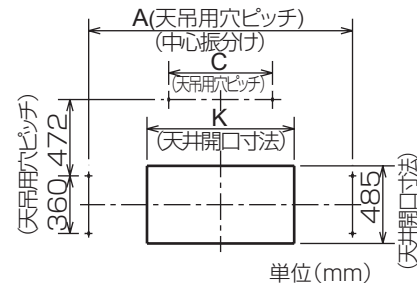 A(天吊用穴ピッチ)
(中心振分け)
C
(天吊用穴ピッチ)
K
(天井開口寸法)
(天吊用穴ピッチ)
472
360
485
(天井開口寸法)
単位(mm)